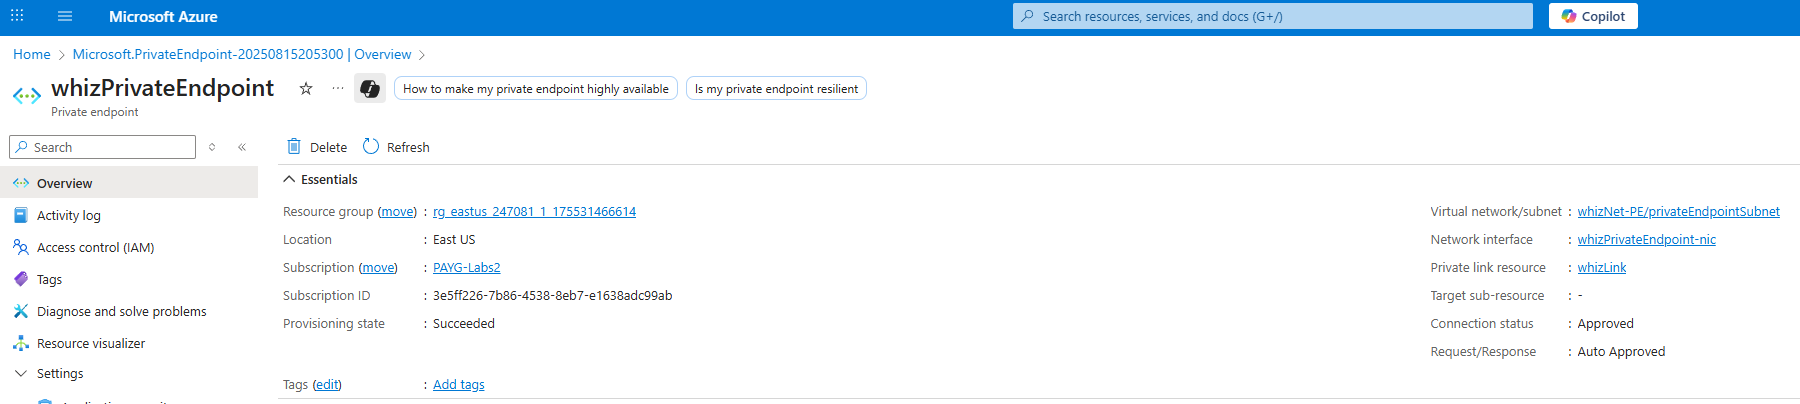 Microsoft Azure
Search resources, services, and docs (G+/)
Copilot
Home > Microsoft.PrivateEndpoint-20250815205300 | Overview >
whizPrivateEndpoint
How to make my private endpoint highly available
Is my private endpoint resilient
Private endpoint
Search
Delete
Refresh
Overview
Activity log
Access control (IAM)
Tags
Diagnose and solve problems
Resource visualizer
Settings
Essentials
Resource group (move) : rg_eastus_247081_1_175531466614
Location : East US
Subscription (move) : PAYG-Labs2
Subscription ID : 3e5ff226-7b86-4538-8eb7-e1638adc99ab
Provisioning state : Succeeded
Tags (edit) : Add tags
Virtual network/subnet : whizNet-PE/privateEndpointSubnet
Network interface : whizPrivateEndpoint-nic
Private link resource : whizLink
Target sub-resource : -
Connection status : Approved
Request/Response : Auto Approved